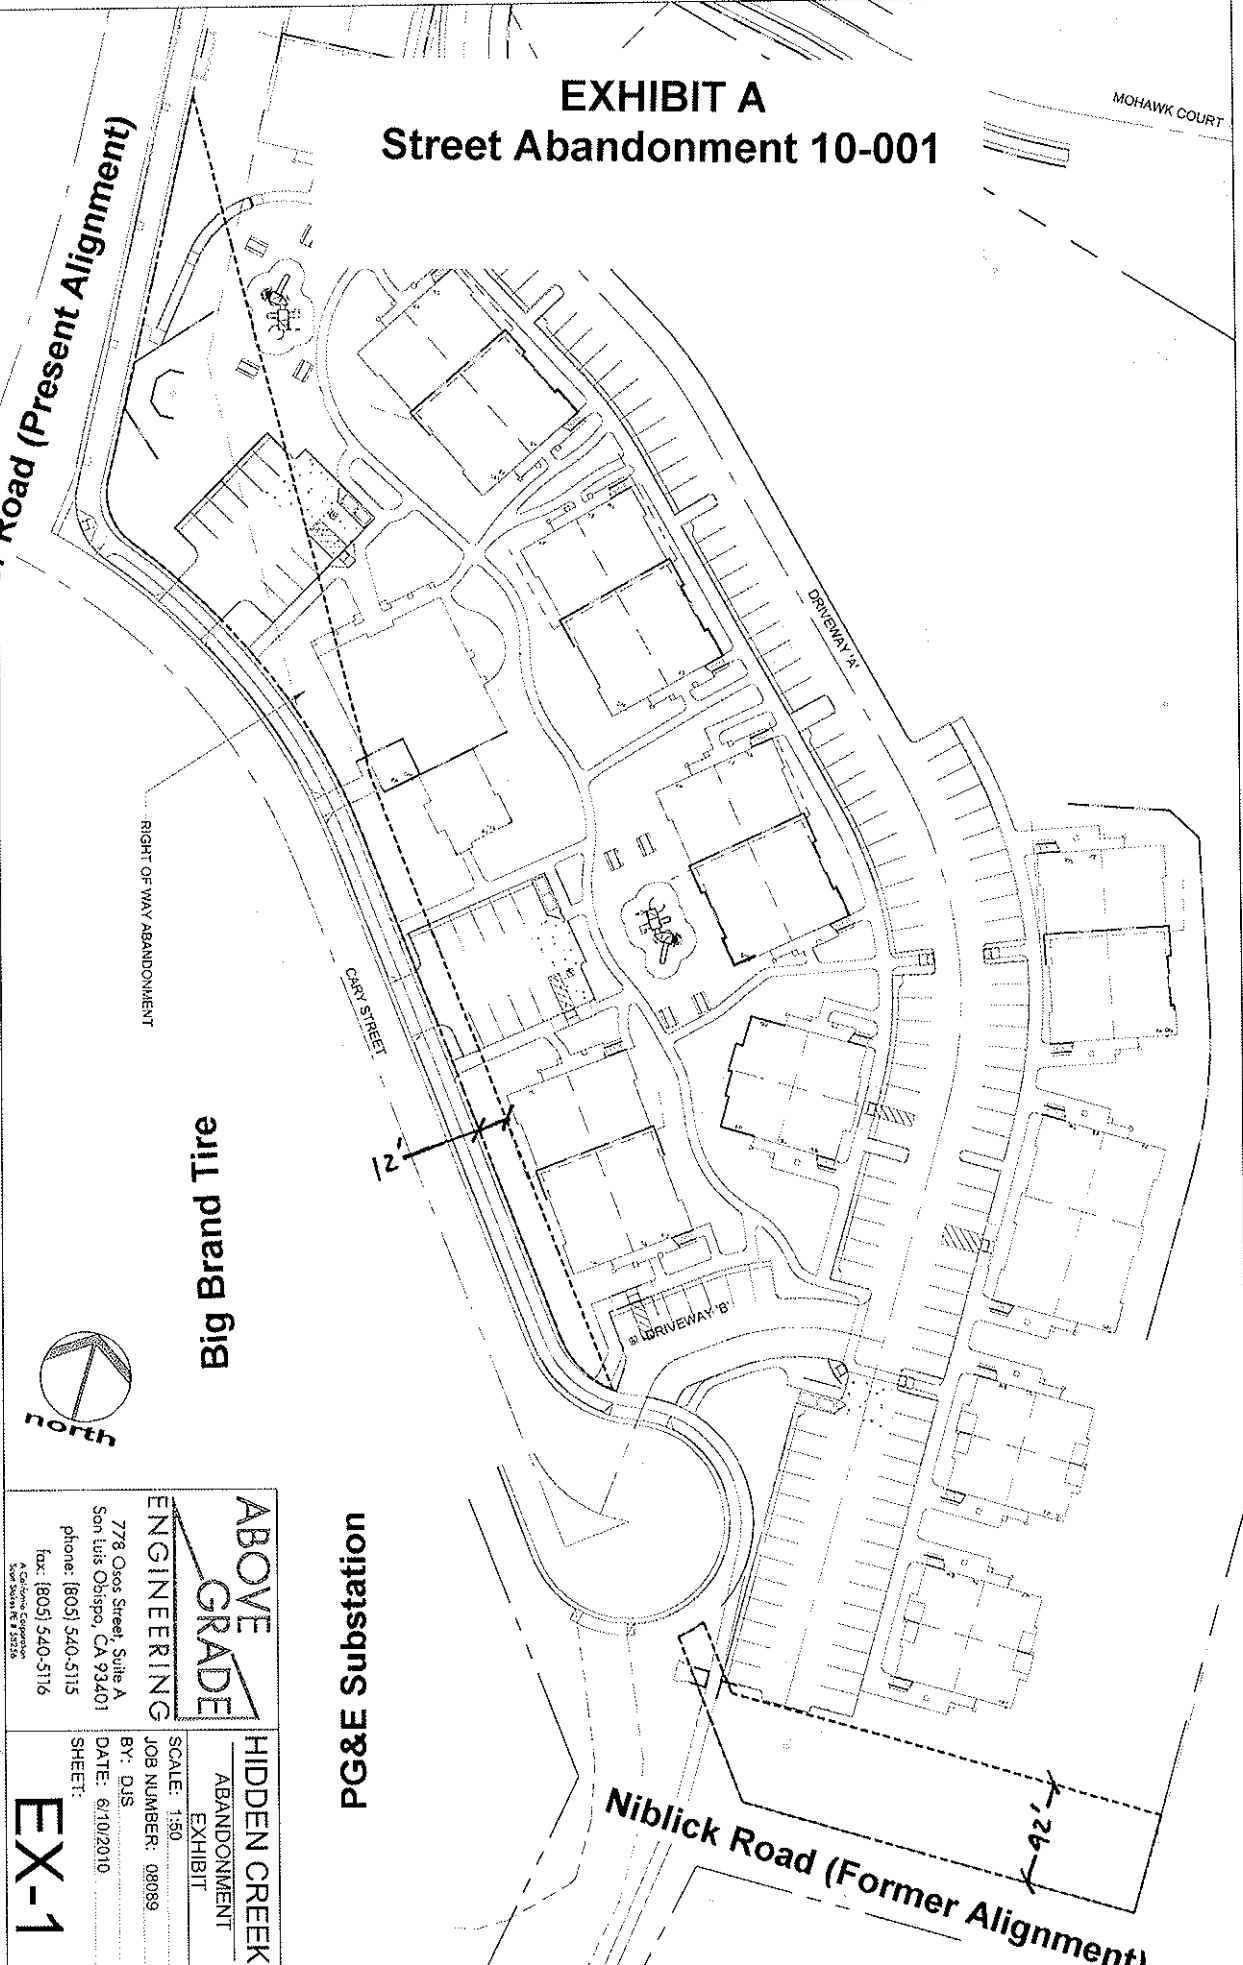 EXHIBIT A
Street Abandonment 10-001
MOHAWK COURT
Road (Present Alignment)
DRIVEWAY 'A'
RIGHT OF WAY ABANDONMENT
CARY STREET
12'
Big Brand Tire
DRIVEWAY 'B'
north
PG&E Substation
Niblick Road (Former Alignment)
92'
ABOVE
GRADE
ENGINEERING
778 Osos Street, Suite A
San Luis Obispo, CA 93401
phone: (805) 540-5115
fax: (805) 540-5116
A California Corporation
HIDDEN CREEK
ABANDONMENT
EXHIBIT
SCALE: 1:50
JOB NUMBER: 08089
BY: DJS
DATE: 6/10/2010
SHEET:
EX-1